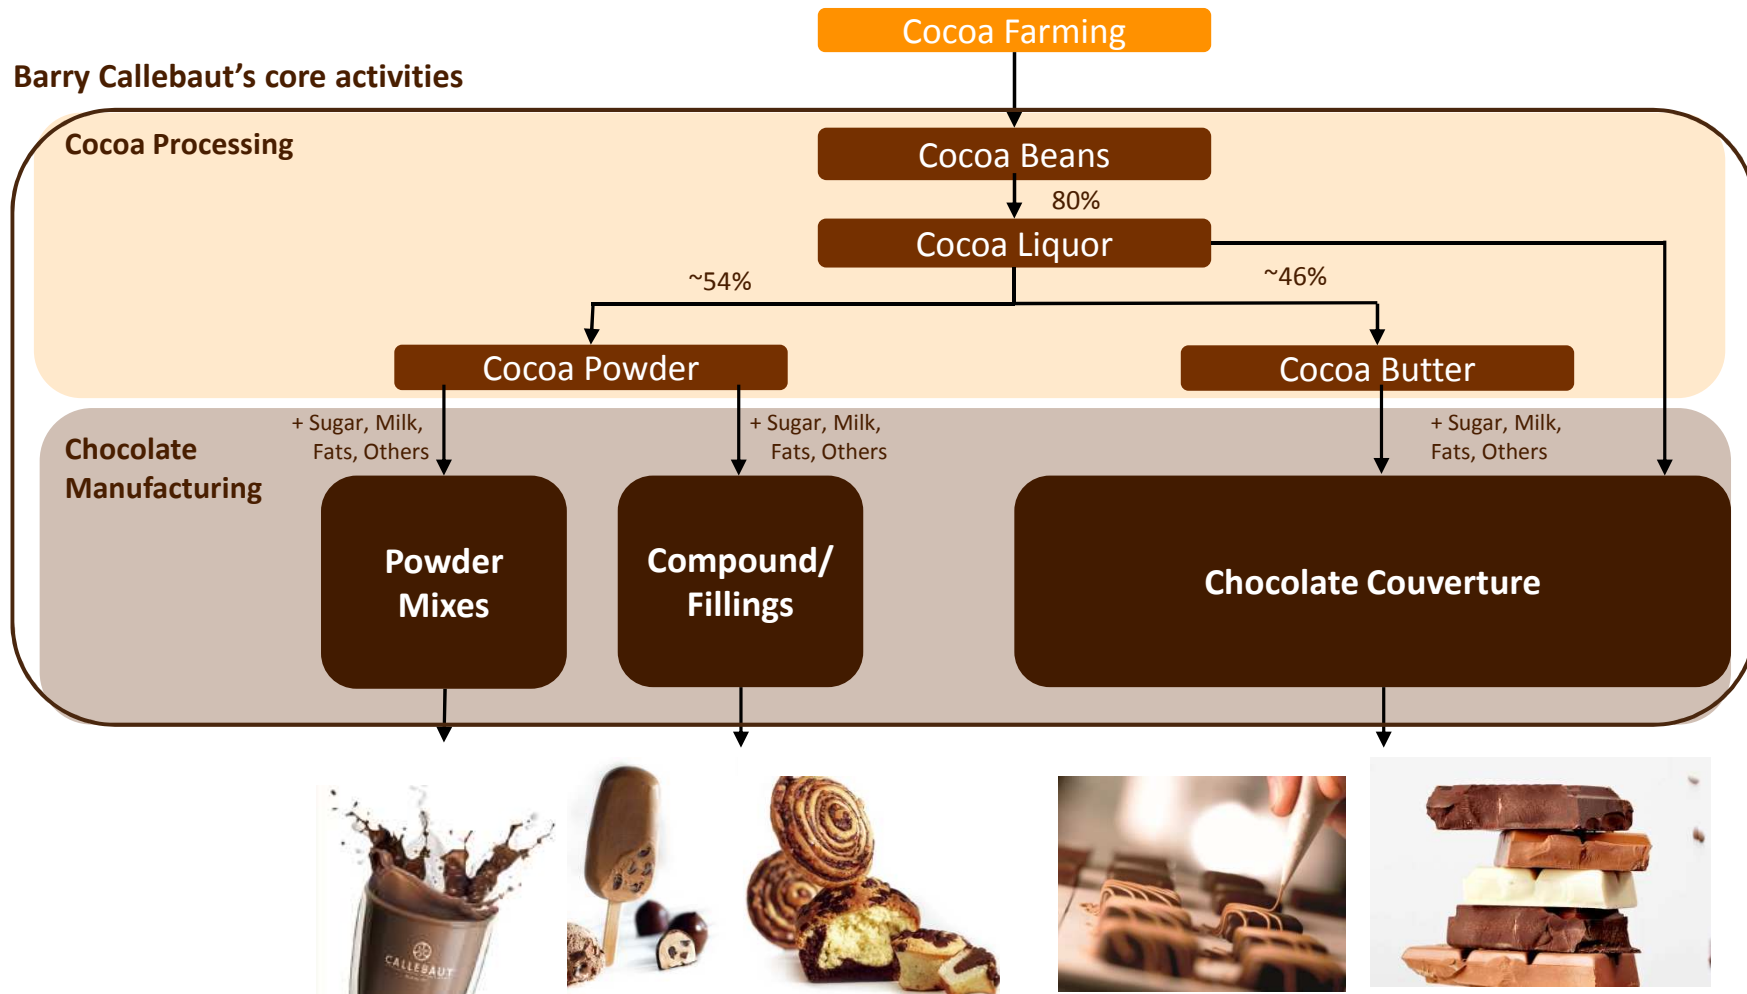 Cocoa Farming
Barry Callebaut’s core activities
Cocoa Processing
Cocoa Beans
80%
Cocoa Liquor
~54%
~46%
Cocoa Powder
Cocoa Butter
+ Sugar, Milk,
Fats, Others
+ Sugar, Milk,
Fats, Others
+ Sugar, Milk,
Fats, Others
Chocolate
Manufacturing
Powder
Mixes
Compound/
Fillings
Chocolate Couverture
CALLEBAUT